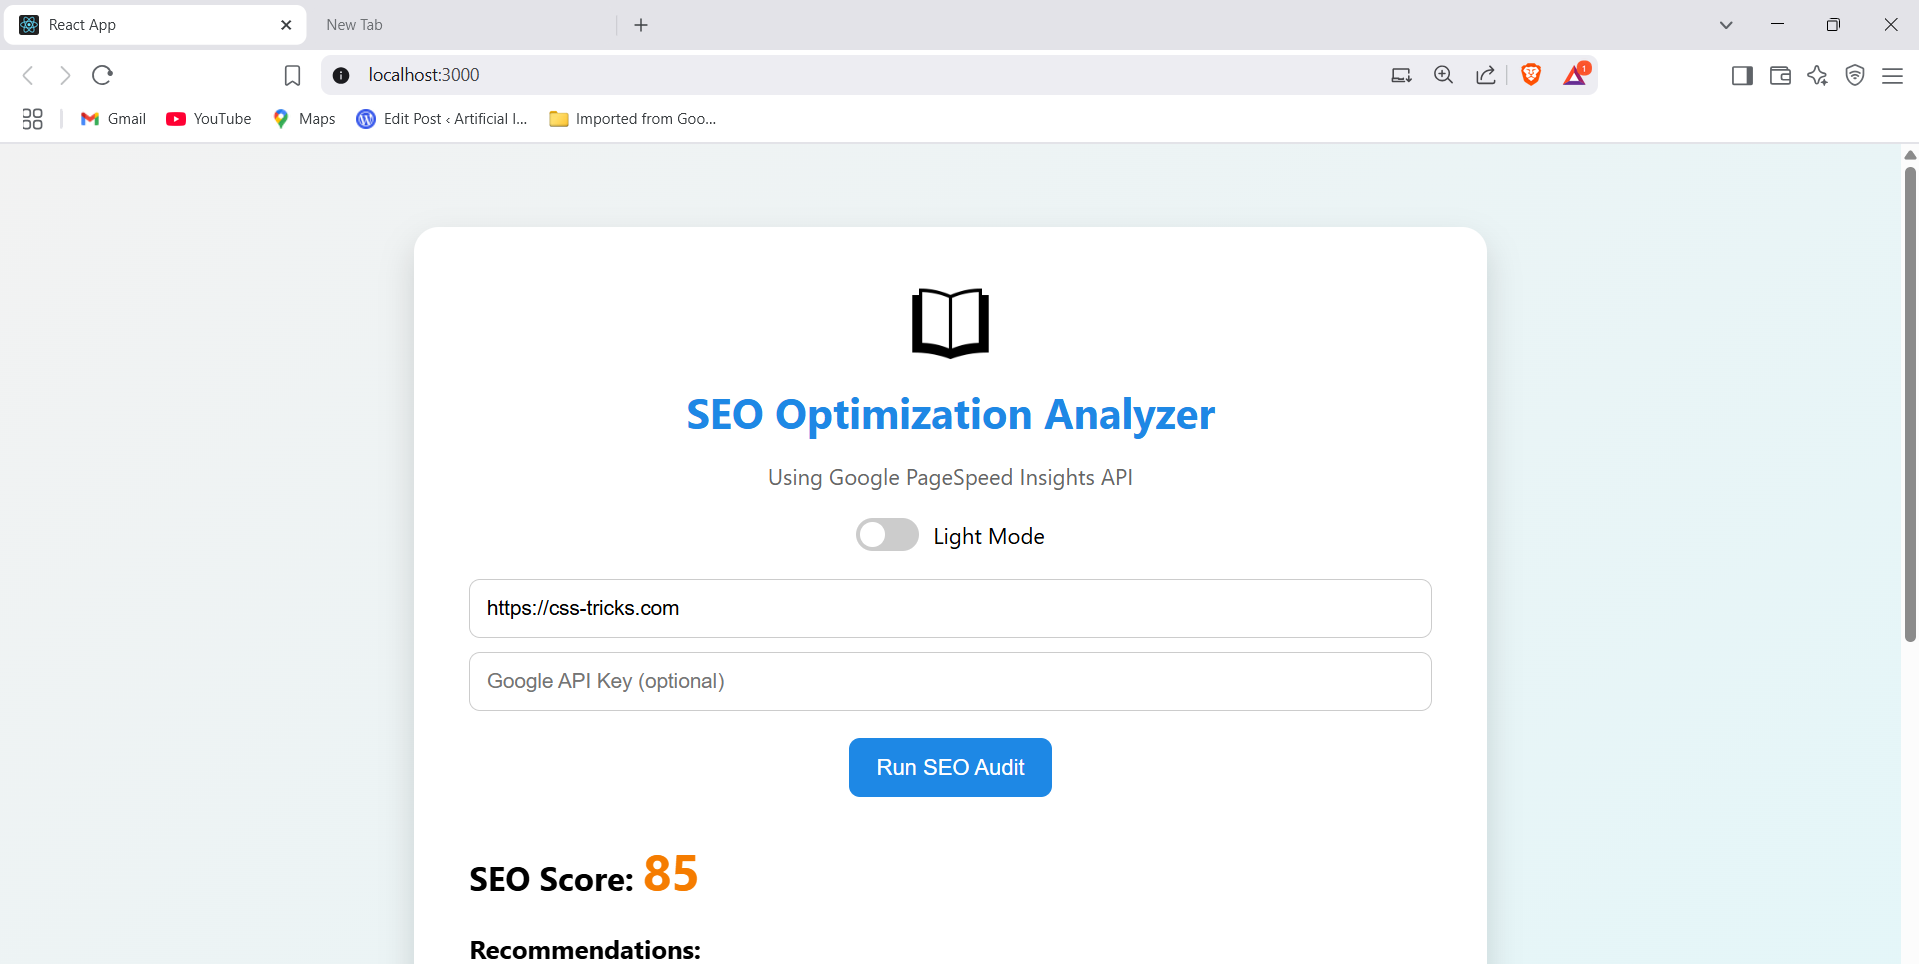 React App
New Tab
localhost:3000
1
Gmail
YouTube
Maps
Edit Post ‹ Artificial I...
Imported from Goo...
SEO Optimization Analyzer
Using Google PageSpeed Insights API
Light Mode
https://css-tricks.com
Google API Key (optional)
Run SEO Audit
SEO Score: 85
Recommendations: